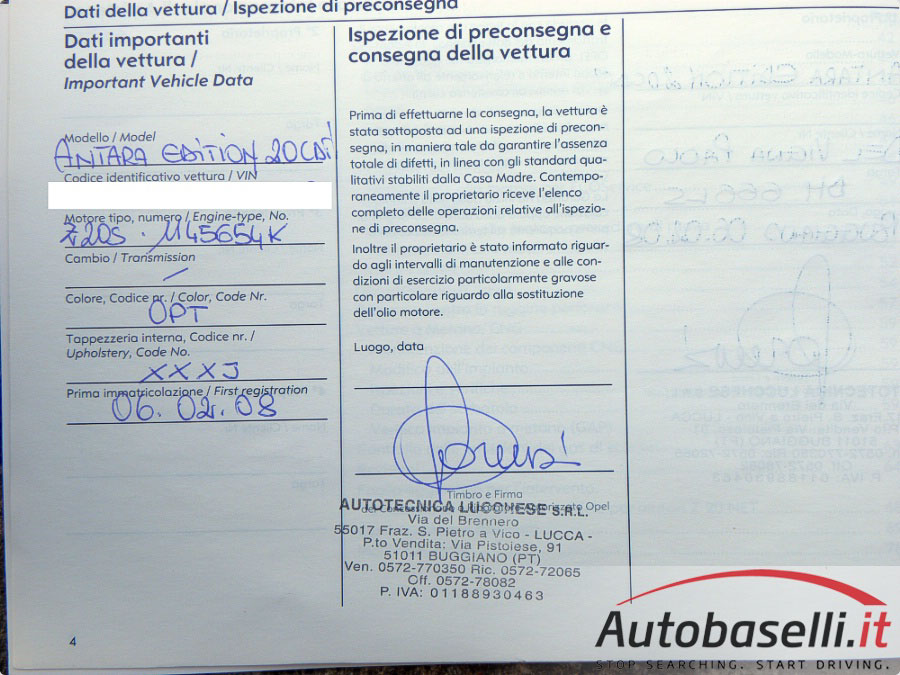 Dati della vettura / Ispezione di preconsegna
Dati importanti
della vettura /
Important Vehicle Data
Modello / Model
ANTARA EDITION 20CDTI
Codice identificativo vettura / VIN
Motore tipo, numero / Engine-type, No.
Z20S · 1145654K
Cambio / Transmission
Colore, Codice nr. / Color, Code Nr.
OPT
Tappezzeria interna, Codice nr. /
Upholstery, Code No.
XXXJ
Prima immatricolazione / First registration
06. 02. 08
4
Ispezione di preconsegna e
consegna della vettura
Prima di effettuarne la consegna, la vettura è
stata sottoposta ad una ispezione di precon-
segna, in maniera tale da garantire l'assenza
totale di difetti, in linea con gli standard qua-
litativi stabiliti dalla Casa Madre. Contempo-
raneamente il proprietario riceve l'elenco
completo delle operazioni relative all'ispezio-
ne di preconsegna.
Inoltre il proprietario è stato informato riguar-
do agli intervalli di manutenzione e alle con-
dizioni di esercizio particolarmente gravose
con particolare riguardo alla sostituzione
dell'olio motore.
Luogo, data
Timbro e Firma
Autorizzato Opel
AUTOTECNICA LUCCHESE S.R.L.
Via del Brennero
55017 Fraz. S. Pietro a Vico - LUCCA -
P.to Vendita: Via Pistoiese, 91
51011 BUGGIANO (PT)
Ven. 0572-770350 Ric. 0572-72065
Off. 0572-78082
P. IVA: 01188930463
Autobaselli.it
STOP SEARCHING. START DRIVING.